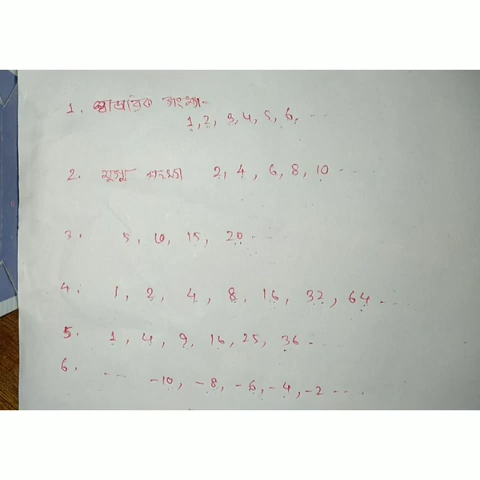 1. স্বাভাবিক সংখ্যা-
1, 2, 3, 4, 5, 6, ...
2. যুগ্ম সংখ্যা 2, 4, 6, 8, 10 ...
3. 5, 10, 15, 20 ...
4. 1, 2, 4, 8, 16, 32, 64 ...
5. 1, 4, 9, 16, 25, 36 ...
6. ... -10, -8, -6, -4, -2 ...